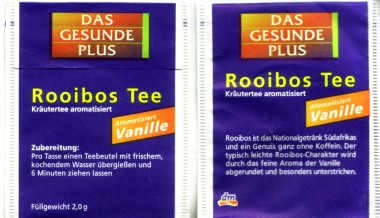 DAS
GESUNDE
PLUS
Rooibos Tee
Kräutertee aromatisiert
Aromatisiert
Vanille
Zubereitung:
Pro Tasse einen Teebeutel mit frischem,
kochendem Wasser übergießen und
6 Minuten ziehen lassen
Füllgewicht 2,0 g
DAS
GESUNDE
PLUS
Rooibos Tee
Kräutertee aromatisiert
Aromatisiert
Vanille
Rooibos ist das Nationalgetränk Südafrikas
und ein Genuss ganz ohne Koffein. Der
typisch leichte Rooibos-Charakter wird
durch das feine Aroma der Vanille
abgerundet und besonders unterstrichen.
dm